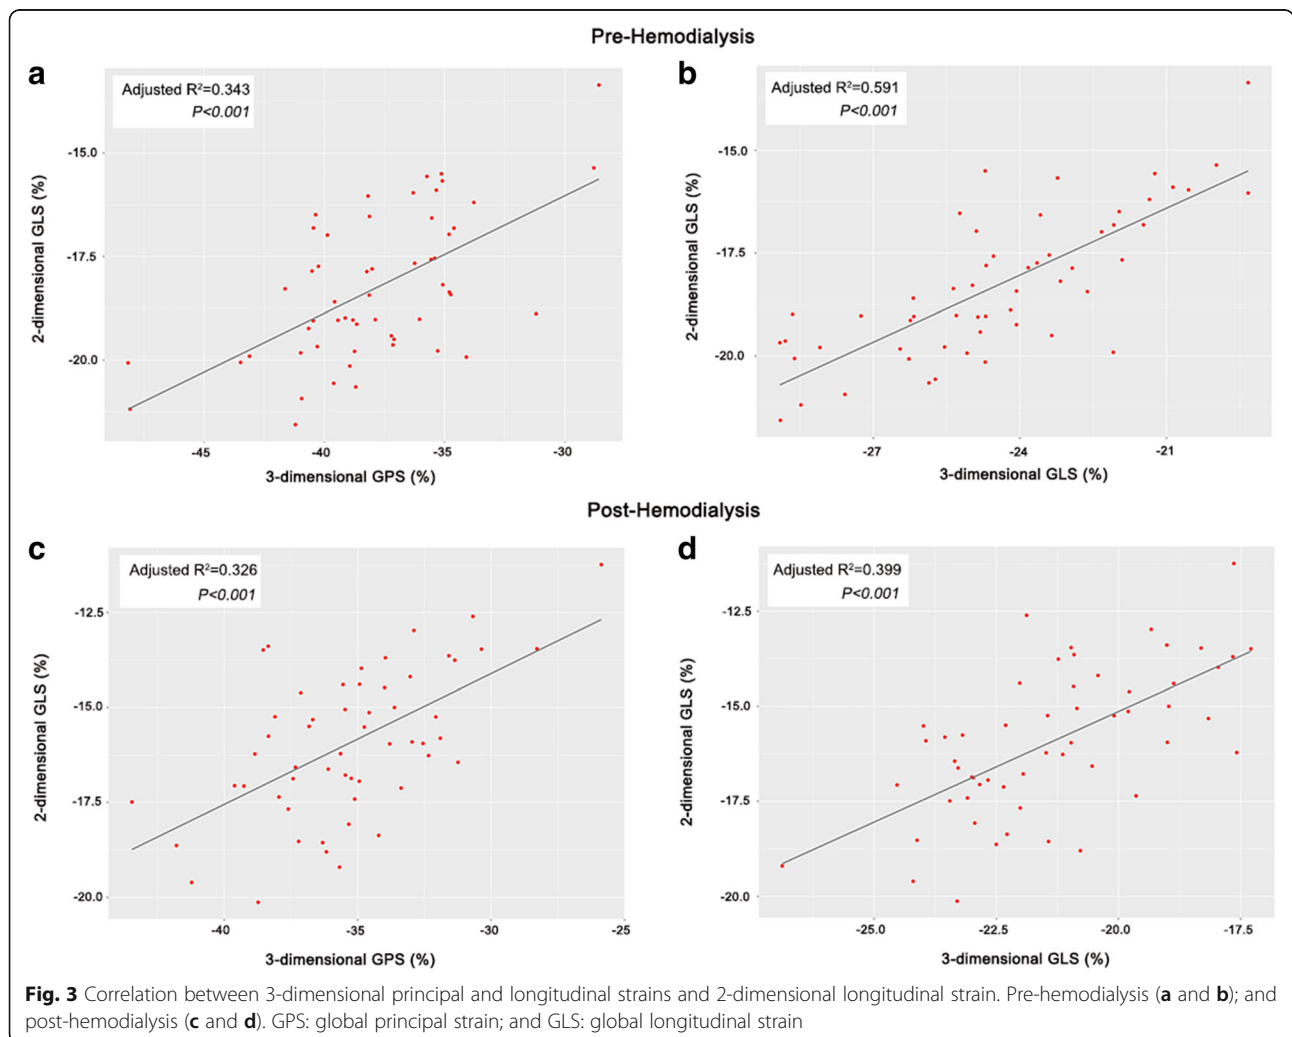 Pre-Hemodialysis
a
Adjusted R²=0.343
P<0.001
2-dimensional GLS (%)
-15.0
-17.5
-20.0
-45
-40
-35
-30
3-dimensional GPS (%)
b
Adjusted R²=0.591
P<0.001
2-dimensional GLS (%)
-15.0
-17.5
-20.0
-27
-24
-21
3-dimensional GLS (%)
Post-Hemodialysis
c
Adjusted R²=0.326
P<0.001
2-dimensional GLS (%)
-12.5
-15.0
-17.5
-20.0
-40
-35
-30
-25
3-dimensional GPS (%)
d
Adjusted R²=0.399
P<0.001
2-dimensional GLS (%)
-12.5
-15.0
-17.5
-20.0
-25.0
-22.5
-20.0
-17.5
3-dimensional GLS (%)
Fig. 3 Correlation between 3-dimensional principal and longitudinal strains and 2-dimensional longitudinal strain. Pre-hemodialysis (a and b); and
post-hemodialysis (c and d). GPS: global principal strain; and GLS: global longitudinal strain